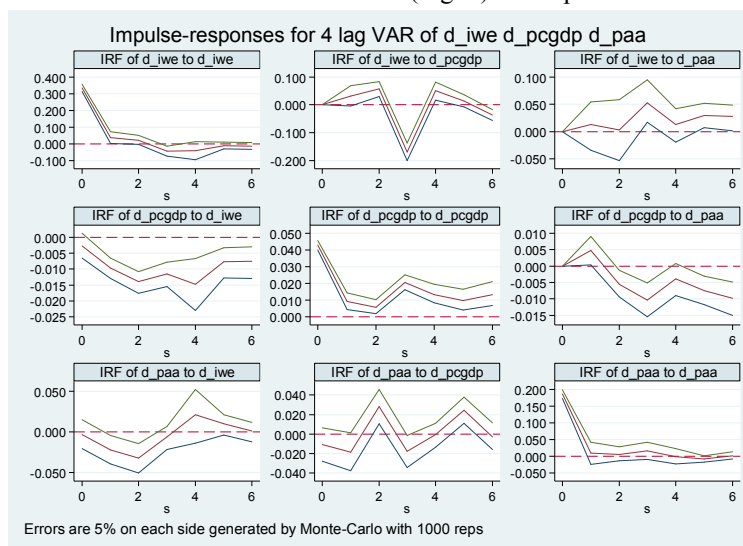 Impulse-responses for 4 lag VAR of d_iwe d_pcgdp d_paa
IRF of d_iwe to d_iwe
0.400
0.300
0.200
0.100
0.000
-0.100
0 2 4 6
s
IRF of d_iwe to d_pcgdp
0.100
0.000
-0.100
-0.200
0 2 4 6
s
IRF of d_iwe to d_paa
0.100
0.050
0.000
-0.050
0 2 4 6
s
IRF of d_pcgdp to d_iwe
0.000
-0.005
-0.010
-0.015
-0.020
-0.025
0 2 4 6
s
IRF of d_pcgdp to d_pcgdp
0.050
0.040
0.030
0.020
0.010
0.000
0 2 4 6
s
IRF of d_pcgdp to d_paa
0.010
0.005
0.000
-0.005
-0.010
-0.015
0 2 4 6
s
IRF of d_paa to d_iwe
0.050
0.000
-0.050
0 2 4 6
s
IRF of d_paa to d_pcgdp
0.040
0.020
0.000
-0.020
-0.040
0 2 4 6
s
IRF of d_paa to d_paa
0.200
0.150
0.100
0.050
0.000
-0.050
0 2 4 6
s
Errors are 5% on each side generated by Monte-Carlo with 1000 reps